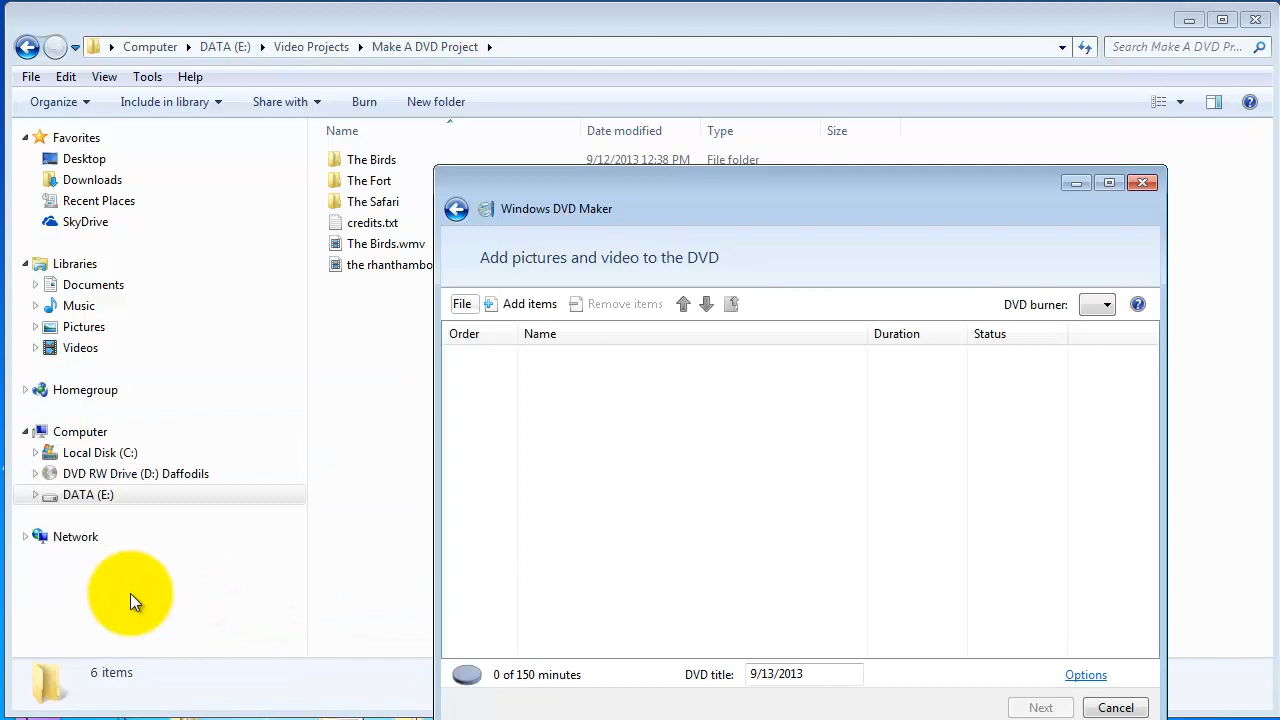 Computer DATA (E:) Video Projects Make A DVD Project Search Make A DVD Pr...
File Edit View Tools Help
Organize Include in library Share with Burn New folder
Favorites
Desktop
Downloads
Recent Places
SkyDrive
Libraries
Documents
Music
Pictures
Videos
Homegroup
Computer
Local Disk (C:)
DVD RW Drive (D:) Daffodils
DATA (E:)
Network
Name Date modified Type Size
The Birds 9/12/2013 12:38 PM File folder
The Fort
The Safari
credits.txt
The Birds.wmv
the rhanthambo
6 items
Windows DVD Maker
Add pictures and video to the DVD
File Add items Remove items DVD burner:
Order Name Duration Status
0 of 150 minutes DVD title: 9/13/2013 Options
Next Cancel